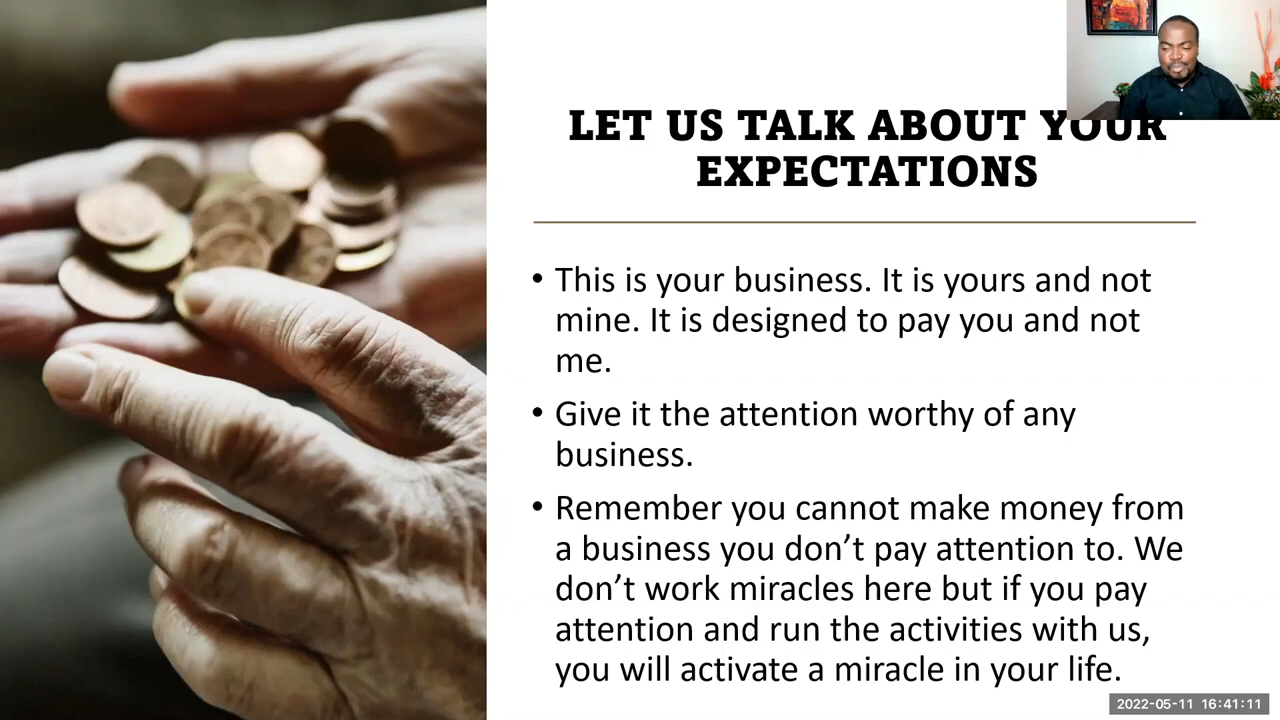 LET US TALK ABOUT YOUR
EXPECTATIONS
• This is your business. It is yours and not
mine. It is designed to pay you and not
me.
• Give it the attention worthy of any
business.
• Remember you cannot make money from
a business you don’t pay attention to. We
don’t work miracles here but if you pay
attention and run the activities with us,
you will activate a miracle in your life.
2022-05-11 16:41:11